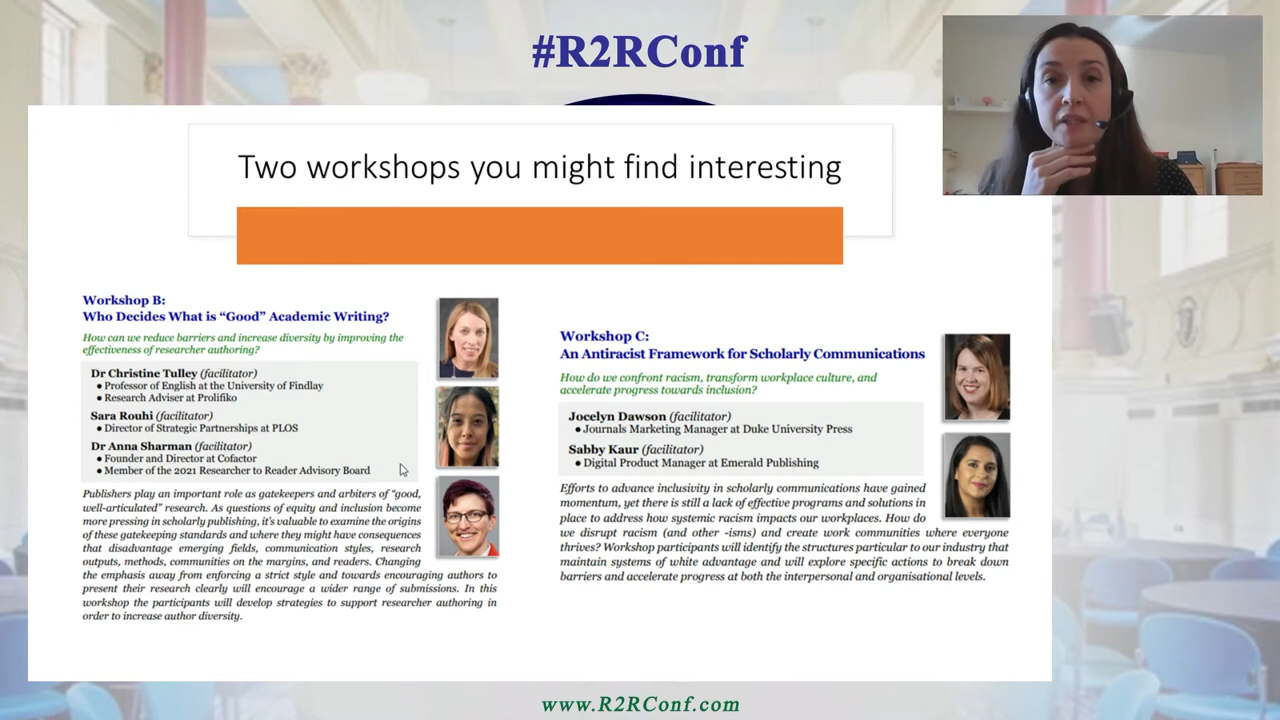 #R2RConf
Two workshops you might find interesting
Workshop B:
Who Decides What is “Good” Academic Writing?
How can we reduce barriers and increase diversity by improving the
effectiveness of researcher authoring?
Dr Christine Tulley (facilitator)
● Professor of English at the University of Findlay
● Research Adviser at Prolifiko
Sara Rouhi (facilitator)
● Director of Strategic Partnerships at PLOS
Dr Anna Sharman (facilitator)
● Founder and Director at Cofactor
● Member of the 2021 Researcher to Reader Advisory Board
Publishers play an important role as gatekeepers and arbiters of “good,
well-articulated” research. As questions of equity and inclusion become
more pressing in scholarly publishing, it's valuable to examine the origins
of these gatekeeping standards and where they might have consequences
that disadvantage emerging fields, communication styles, research
outputs, methods, communities on the margins, and readers. Changing
the emphasis away from enforcing a strict style and towards encouraging authors to
present their research clearly will encourage a wider range of submissions. In this
workshop the participants will develop strategies to support researcher authoring in
order to increase author diversity.
Workshop C:
An Antiracist Framework for Scholarly Communications
How do we confront racism, transform workplace culture, and
accelerate progress towards inclusion?
Jocelyn Dawson (facilitator)
● Journals Marketing Manager at Duke University Press
Sabby Kaur (facilitator)
● Digital Product Manager at Emerald Publishing
Efforts to advance inclusivity in scholarly communications have gained
momentum, yet there is still a lack of effective programs and solutions in
place to address how systemic racism impacts our workplaces. How do
we disrupt racism (and other -isms) and create work communities where everyone
thrives? Workshop participants will identify the structures particular to our industry that
maintain systems of white advantage and will explore specific actions to break down
barriers and accelerate progress at both the interpersonal and organisational levels.
www.R2RConf.com